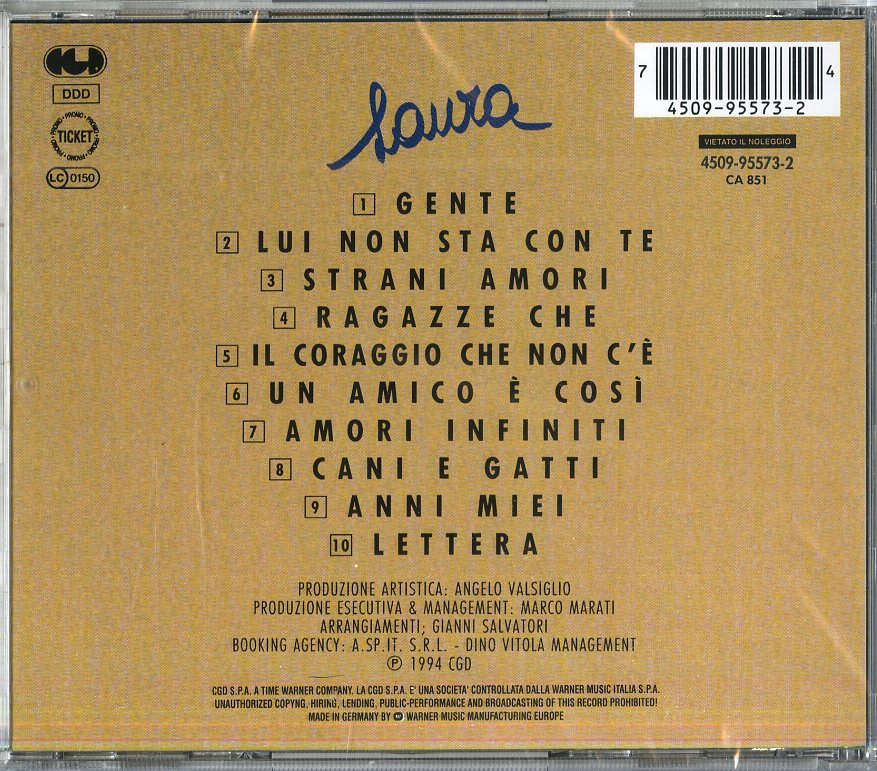 CGD
DDD
PROMO • PROMO • PROMO • PROMO
TICKET
LC 0150
Laura
7 4509-95573-2 4
VIETATO IL NOLEGGIO
4509-95573-2
CA 851
1 GENTE
2 LUI NON STA CON TE
3 STRANI AMORI
4 RAGAZZE CHE
5 IL CORAGGIO CHE NON C'È
6 UN AMICO È COSÌ
7 AMORI INFINITI
8 CANI E GATTI
9 ANNI MIEI
10 LETTERA
PRODUZIONE ARTISTICA: ANGELO VALSIGLIO
PRODUZIONE ESECUTIVA & MANAGEMENT: MARCO MARATI
ARRANGIAMENTI; GIANNI SALVATORI
BOOKING AGENCY: A.SP.IT. S.R.L. - DINO VITOLA MANAGEMENT
℗ 1994 CGD
CGD S.P.A. A TIME WARNER COMPANY. LA CGD S.P.A. E' UNA SOCIETA' CONTROLLATA DALLA WARNER MUSIC ITALIA S.P.A.
UNAUTHORIZED COPYNG, HIRING, LENDING, PUBLIC-PERFORMANCE AND BROADCASTING OF THIS RECORD PROHIBITED!
MADE IN GERMANY BY WARNER MUSIC MANUFACTURING EUROPE